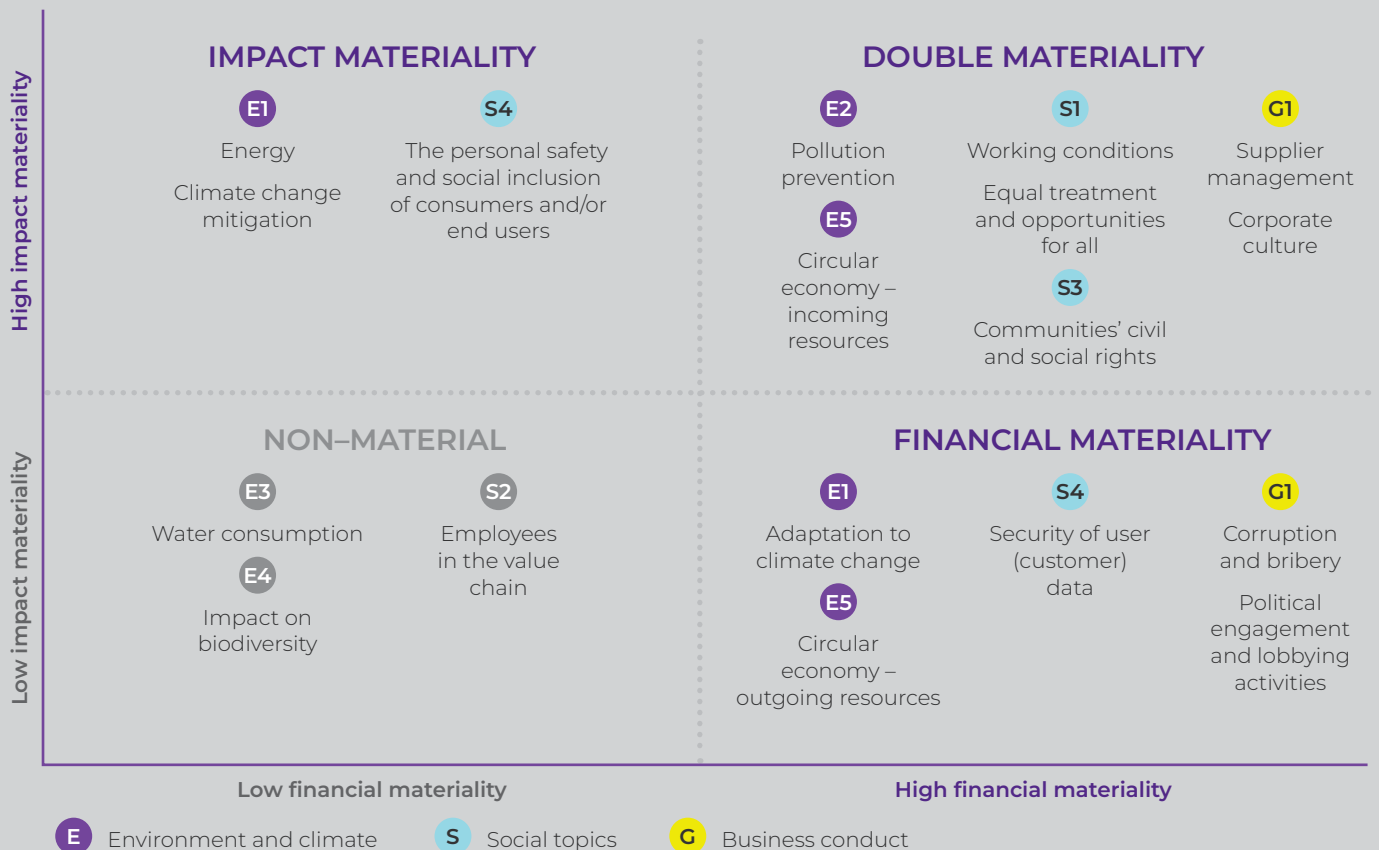 High impact materiality
IMPACT MATERIALITY
E1
Energy
Climate change
mitigation
S4
The personal safety
and social inclusion
of consumers and/or
end users
DOUBLE MATERIALITY
E2
Pollution
prevention
E5
Circular
economy –
incoming
resources
S1
Working conditions
Equal treatment
and opportunities
for all
S3
Communities’ civil
and social rights
G1
Supplier
management
Corporate
culture
Low impact materiality
NON–MATERIAL
E3
Water consumption
E4
Impact on
biodiversity
S2
Employees
in the value
chain
FINANCIAL MATERIALITY
E1
Adaptation to
climate change
E5
Circular
economy –
outgoing resources
S4
Security of user
(customer)
data
G1
Corruption
and bribery
Political
engagement
and lobbying
activities
Low financial materiality
High financial materiality
E Environment and climate
S Social topics
G Business conduct